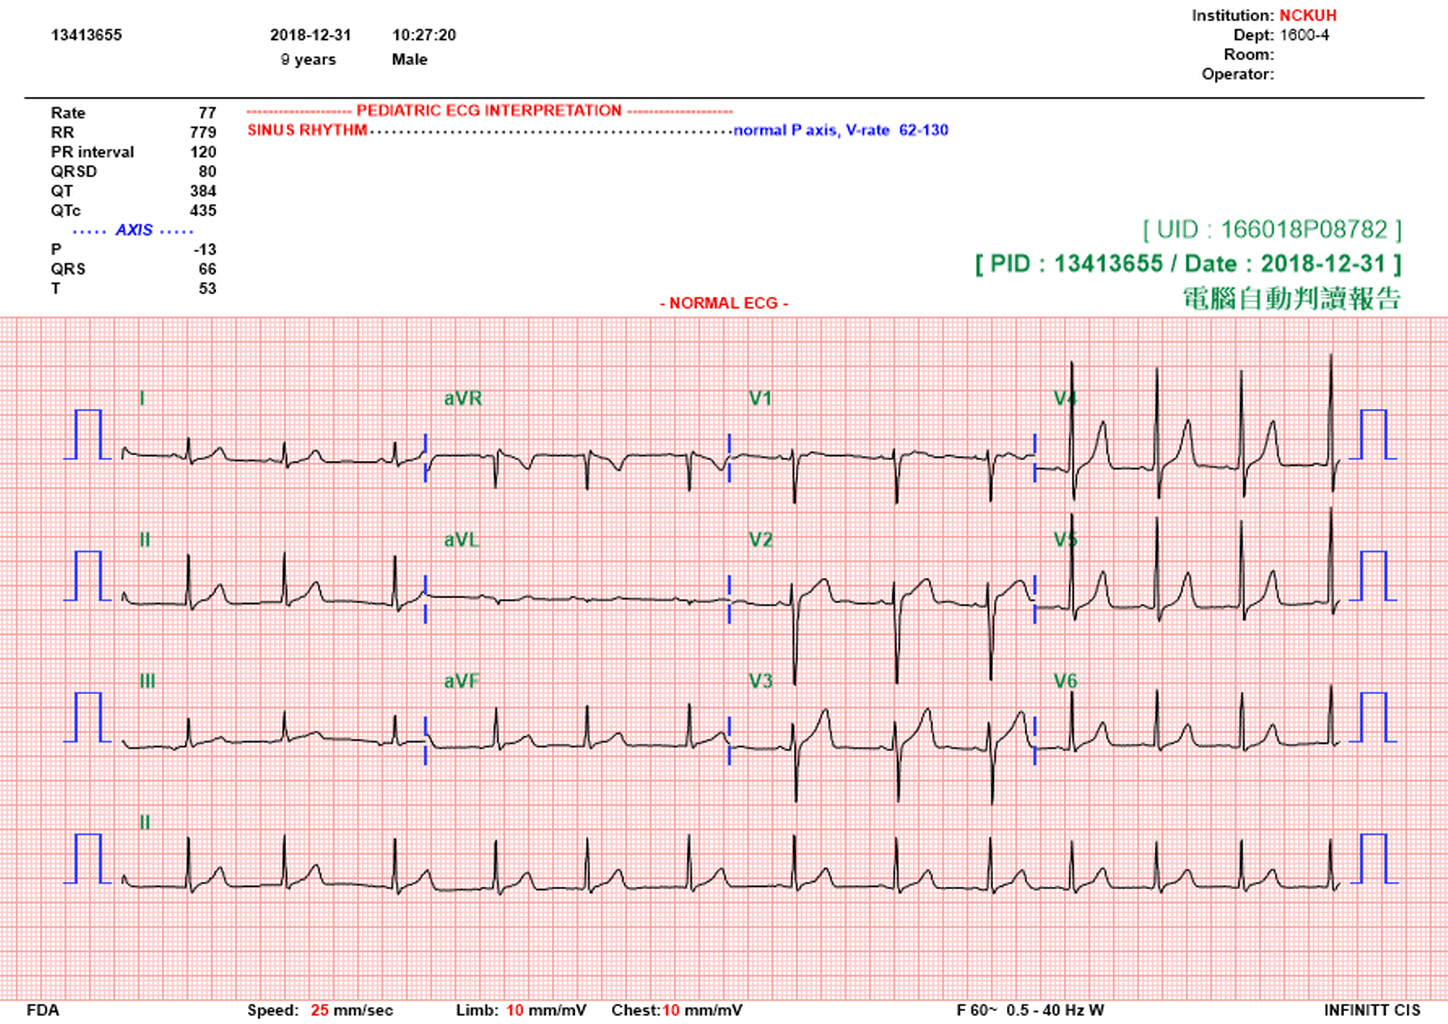 Institution: NCKUH
13413655 2018-12-31 10:27:20 Dept: 1600-4
9 years Male Room:
Operator:
Rate 77 -------------------- PEDIATRIC ECG INTERPRETATION --------------------
RR 779 SINUS RHYTHM........................................normal P axis, V-rate 62-130
PR interval 120
QRSD 80
QT 384
QTc 435
..... AXIS .....
P -13
QRS 66
T 53
[ UID : 166018P08782 ]
[ PID : 13413655 / Date : 2018-12-31 ]
電腦自動判讀報告
- NORMAL ECG -
I aVR V1 V4
II aVL V2 V5
III aVF V3 V6
II
FDA Speed: 25 mm/sec Limb: 10 mm/mV Chest:10 mm/mV F 60~ 0.5 - 40 Hz W INFINITT CIS